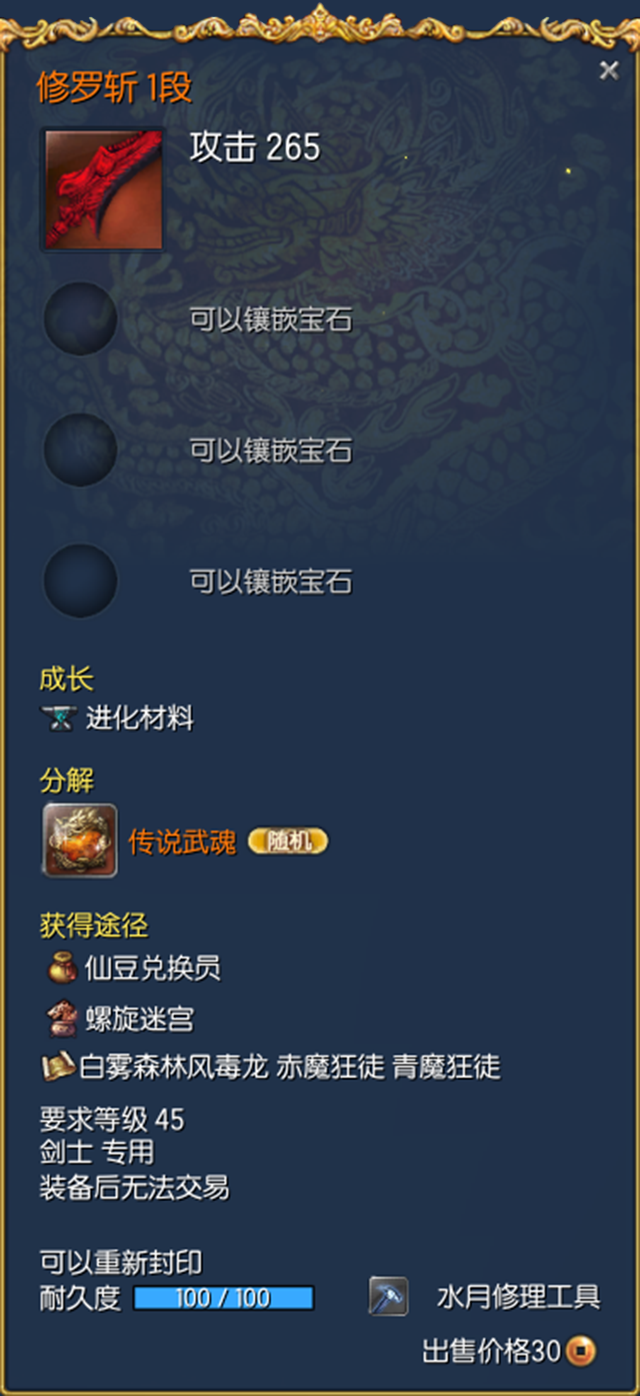 修罗斩 1段
攻击 265
可以镶嵌宝石
可以镶嵌宝石
可以镶嵌宝石
成长
进化材料
分解
传说武魂 随机
获得途径
仙豆兑换员
螺旋迷宫
白雾森林风毒龙 赤魔狂徒 青魔狂徒
要求等级 45
剑士 专用
装备后无法交易
可以重新封印
耐久度 100 / 100 水月修理工具
出售价格30